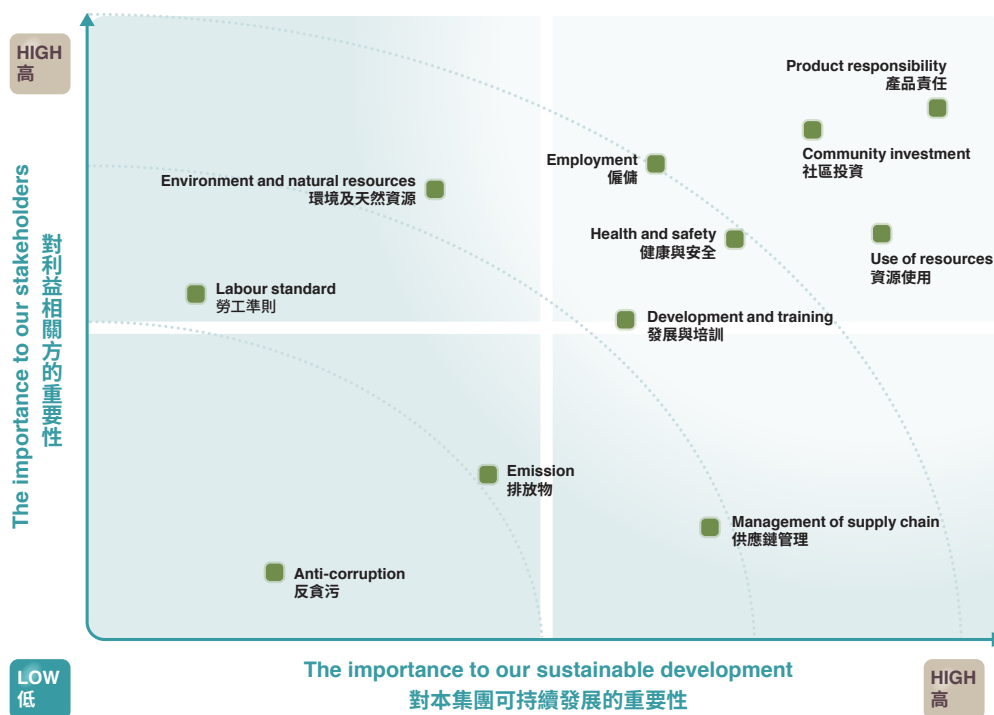 HIGH
高
The importance to our stakeholders
對利益相關方的重要性
Product responsibility
產品責任
Community investment
社區投資
Employment
僱傭
Environment and natural resources
環境及天然資源
Health and safety
健康與安全
Use of resources
資源使用
Labour standard
勞工準則
Development and training
發展與培訓
Emission
排放物
Management of supply chain
供應鏈管理
Anti-corruption
反貪污
LOW
低
The importance to our sustainable development
對本集團可持續發展的重要性
HIGH
高